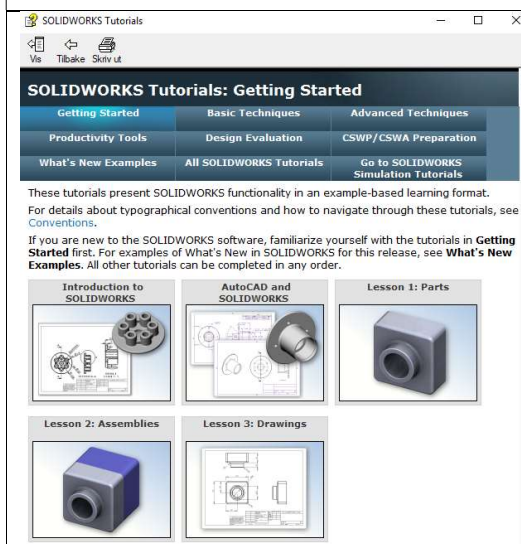 SOLIDWORKS Tutorials
Vis Tilbake Skriv ut
SOLIDWORKS Tutorials: Getting Started
Getting Started Basic Techniques Advanced Techniques
Productivity Tools Design Evaluation CSWP/CSWA Preparation
What's New Examples All SOLIDWORKS Tutorials Go to SOLIDWORKS
Simulation Tutorials
These tutorials present SOLIDWORKS functionality in an example-based learning format.
For details about typographical conventions and how to navigate through these tutorials, see
Conventions.
If you are new to the SOLIDWORKS software, familiarize yourself with the tutorials in Getting
Started first. For examples of What's New in SOLIDWORKS for this release, see What's New
Examples. All other tutorials can be completed in any order.
Introduction to
SOLIDWORKS
AutoCAD and
SOLIDWORKS
Lesson 1: Parts
Lesson 2: Assemblies
Lesson 3: Drawings